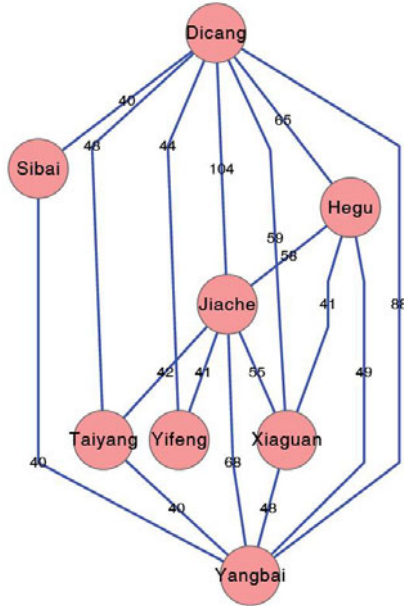 Dicang
40
48
44
65
Sibai
104
Hegu
59
58
Jiache
41
88
42
41
55
49
Taiyang
Yifeng
Xiaguan
40
68
40
48
Yangbai